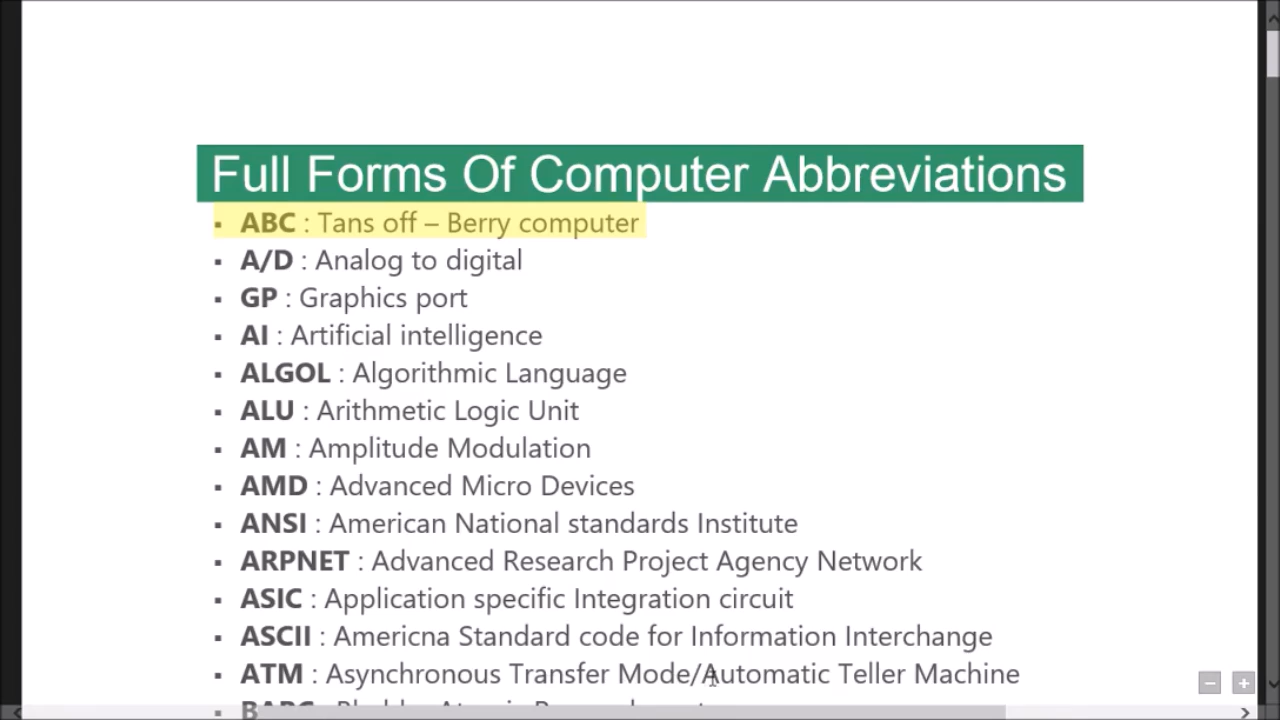 Full Forms Of Computer Abbreviations
▪ ABC : Tans off – Berry computer
▪ A/D : Analog to digital
▪ GP : Graphics port
▪ AI : Artificial intelligence
▪ ALGOL : Algorithmic Language
▪ ALU : Arithmetic Logic Unit
▪ AM : Amplitude Modulation
▪ AMD : Advanced Micro Devices
▪ ANSI : American National standards Institute
▪ ARPNET : Advanced Research Project Agency Network
▪ ASIC : Application specific Integration circuit
▪ ASCII : Americna Standard code for Information Interchange
▪ ATM : Asynchronous Transfer Mode/Automatic Teller Machine